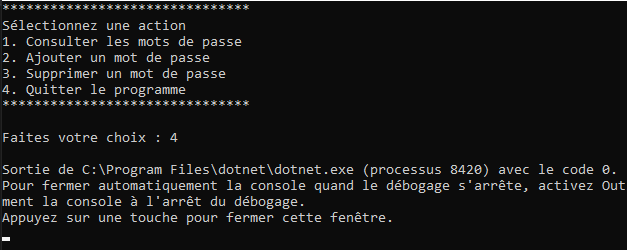 *******************************
Sélectionnez une action
1. Consulter les mots de passe
2. Ajouter un mot de passe
3. Supprimer un mot de passe
4. Quitter le programme
*******************************
Faites votre choix : 4
Sortie de C:\Program Files\dotnet\dotnet.exe (processus 8420) avec le code 0.
Pour fermer automatiquement la console quand le débogage s'arrête, activez Out
ment la console à l'arrêt du débogage.
Appuyez sur une touche pour fermer cette fenêtre.